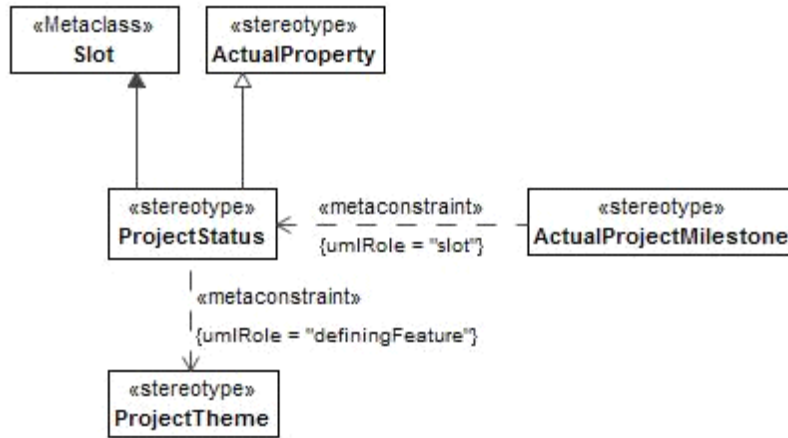 «Metaclass»
Slot
«stereotype»
ActualProperty
«stereotype»
ProjectStatus
«metaconstraint»
{umlRole = "slot"}
«stereotype»
ActualProjectMilestone
«metaconstraint»
{umlRole = "definingFeature"}
«stereotype»
ProjectTheme